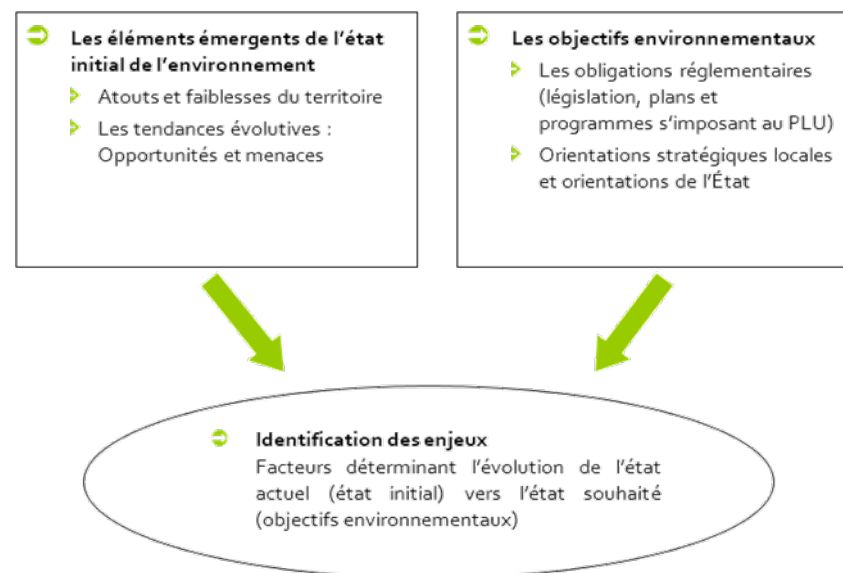 Les éléments émergents de l'état
initial de l'environnement
Atouts et faiblesses du territoire
Les tendances évolutives :
Opportunités et menaces
Les objectifs environnementaux
Les obligations réglementaires
(législation, plans et
programmes s'imposant au PLU)
Orientations stratégiques locales
et orientations de l'État
Identification des enjeux
Facteurs déterminant l'évolution de l'état
actuel (état initial) vers l'état souhaité
(objectifs environnementaux)